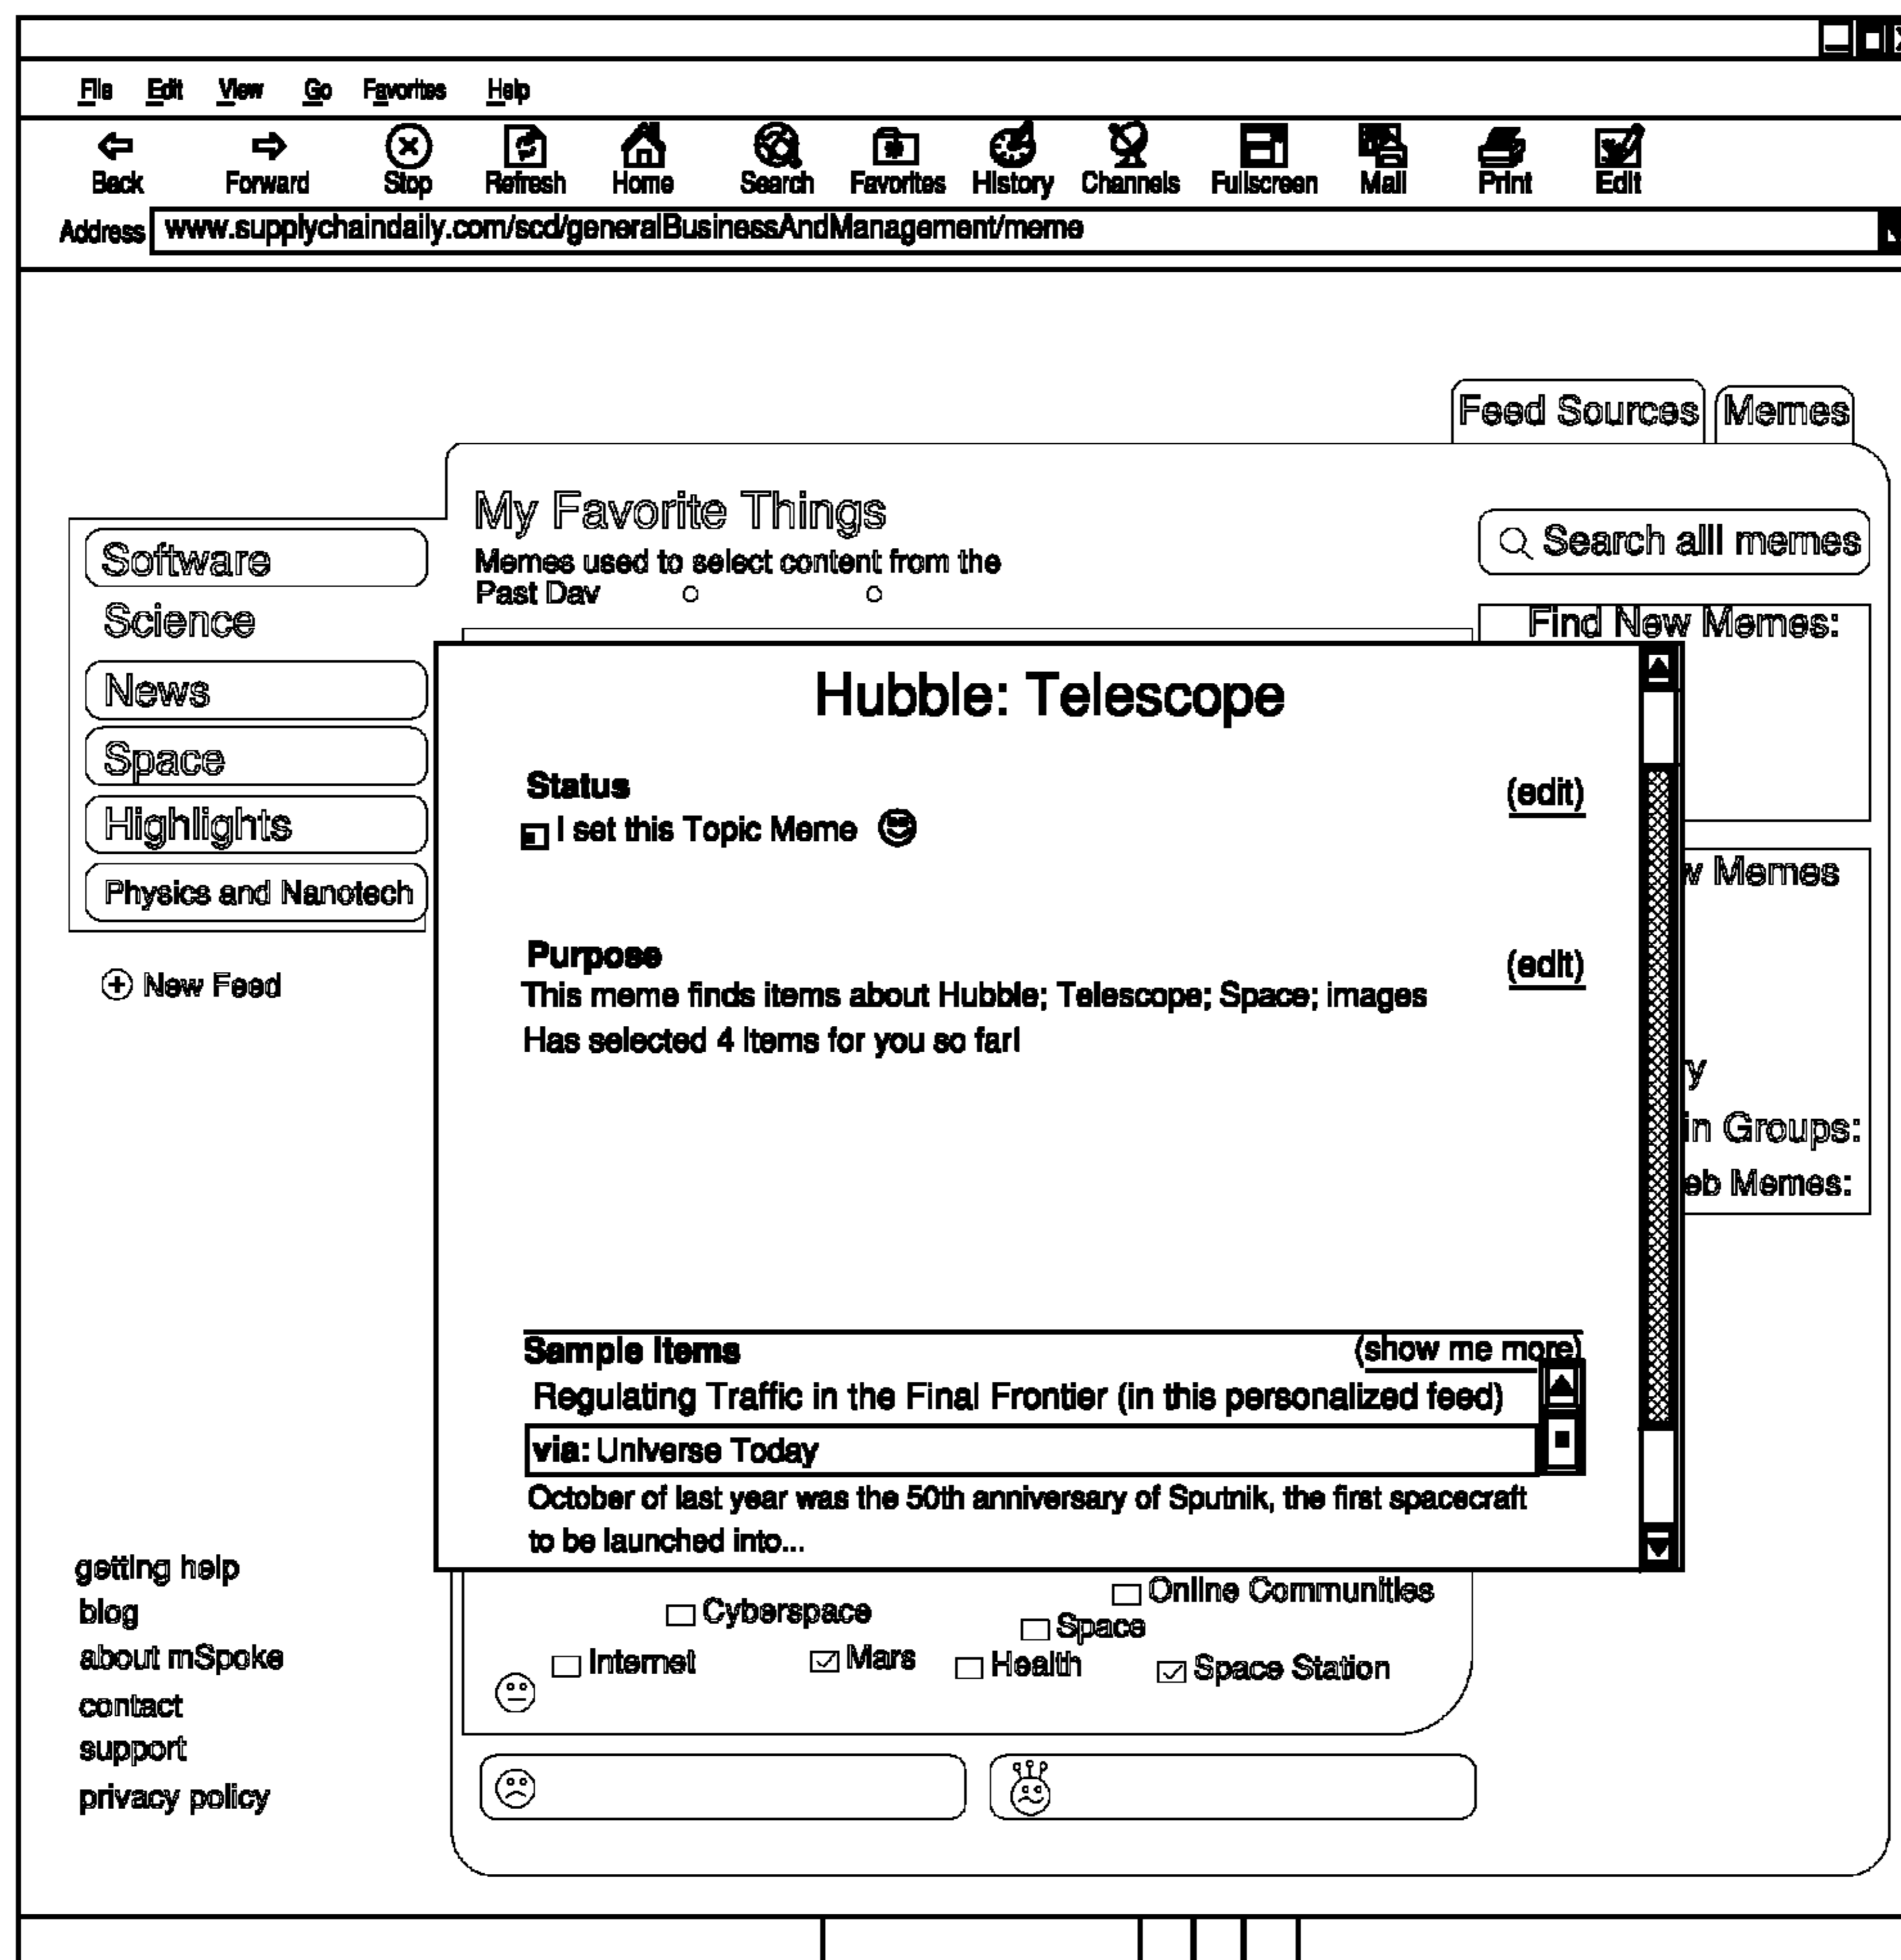 File Edit View Go Favorites Help
Back Forward Stop Refresh Home Search Favorites History Channels Fullscreen Mail Print Edit
Address www.supplychaindaily.com/scd/generalBusinessAndManagement/meme
Feed Sources Memes
My Favorite Things
Memes used to select content from the
Past Day
Search alll memes
Software
Science
News
Space
Highlights
Physics and Nanotech
New Feed
Find New Memes:
w Memes
y
in Groups:
eb Memes:
Hubble: Telescope
Status (edit)
I set this Topic Meme
Purpose (edit)
This meme finds items about Hubble; Telescope; Space; images
Has selected 4 items for you so far!
Sample Items (show me more)
Regulating Traffic in the Final Frontier (in this personalized feed)
via: Universe Today
October of last year was the 50th anniversary of Sputnik, the first spacecraft
to be launched into...
Online Communities
Cyberspace Space
Internet Mars Health Space Station
getting help
blog
about mSpoke
contact
support
privacy policy